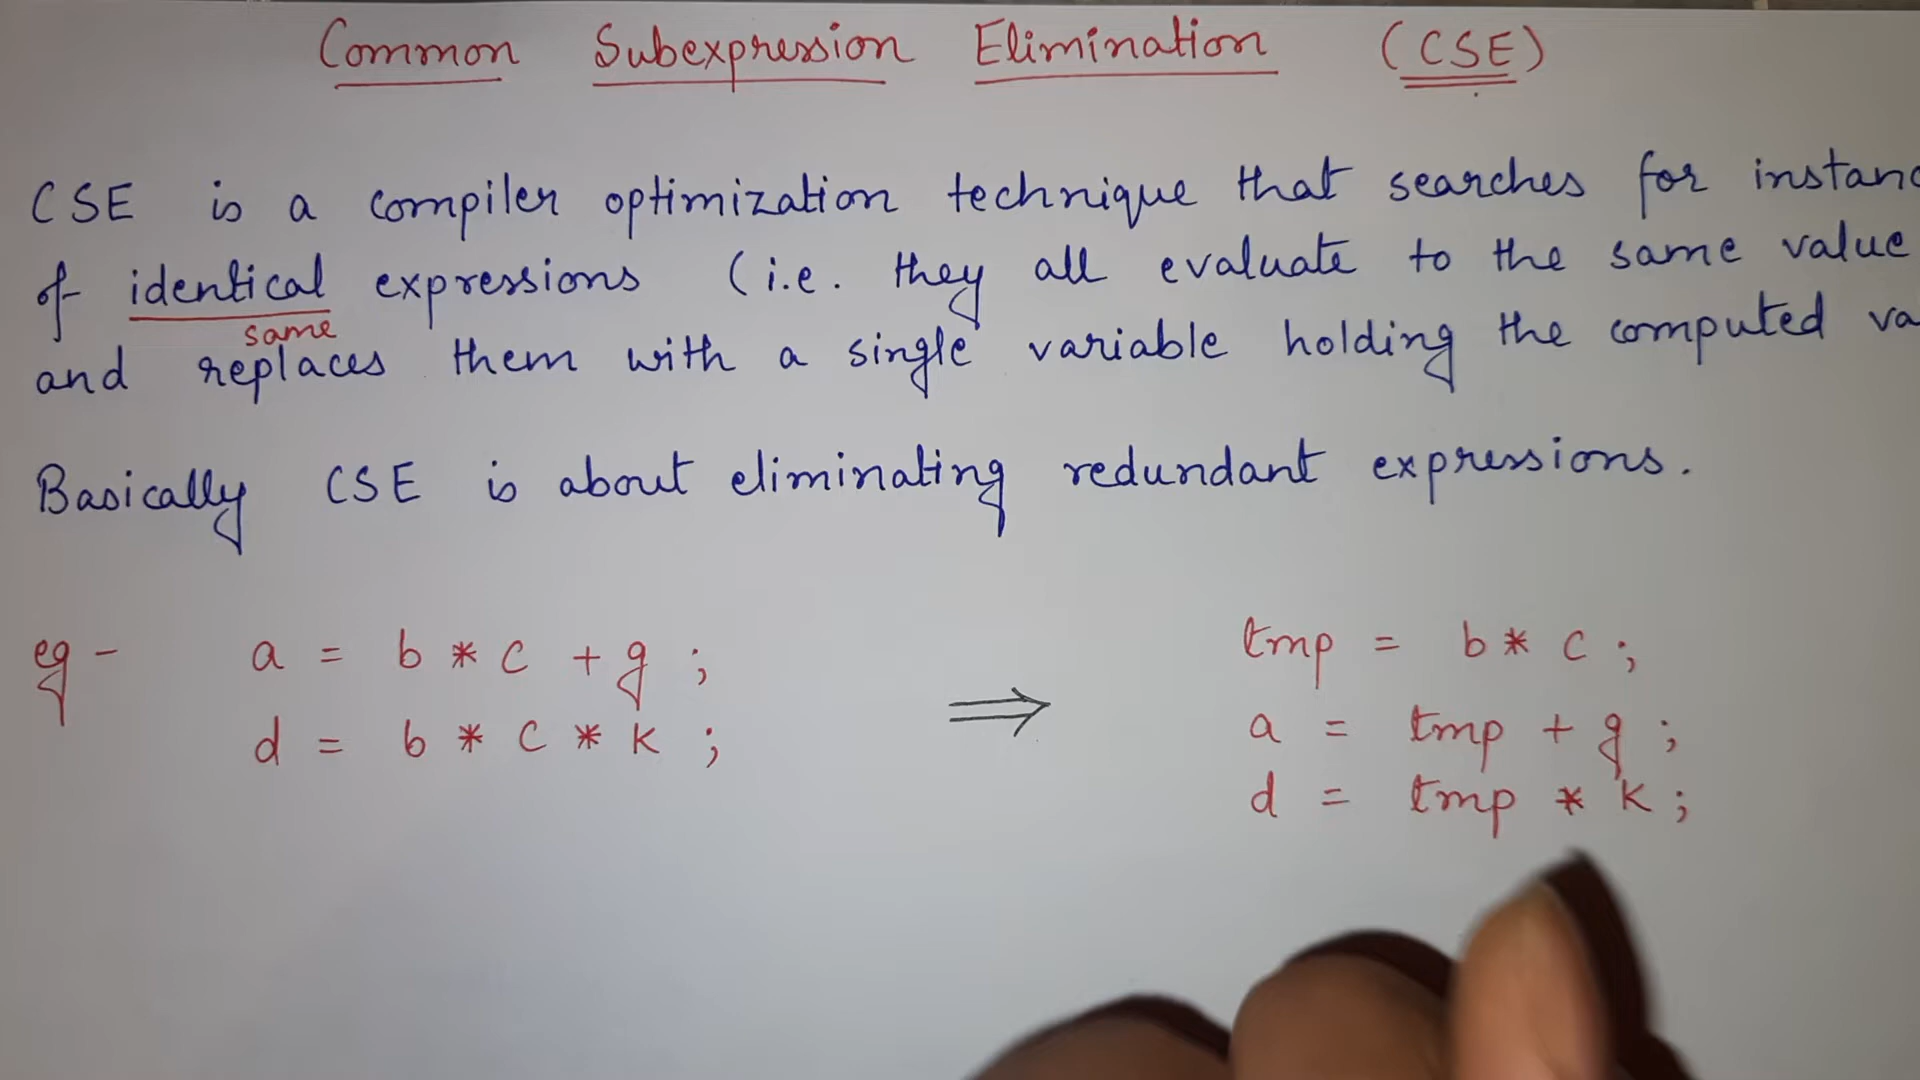 Common Subexpression Elimination (CSE)
CSE is a compiler optimization technique that searches for instanc
of identical expressions (i.e. they all evaluate to the same value
same
and replaces them with a single variable holding the computed va
Basically CSE is about eliminating redundant expressions.
eg - a = b * c + g ;
d = b * c * k ;
⇒
tmp = b * c ;
a = tmp + g ;
d = tmp * k ;